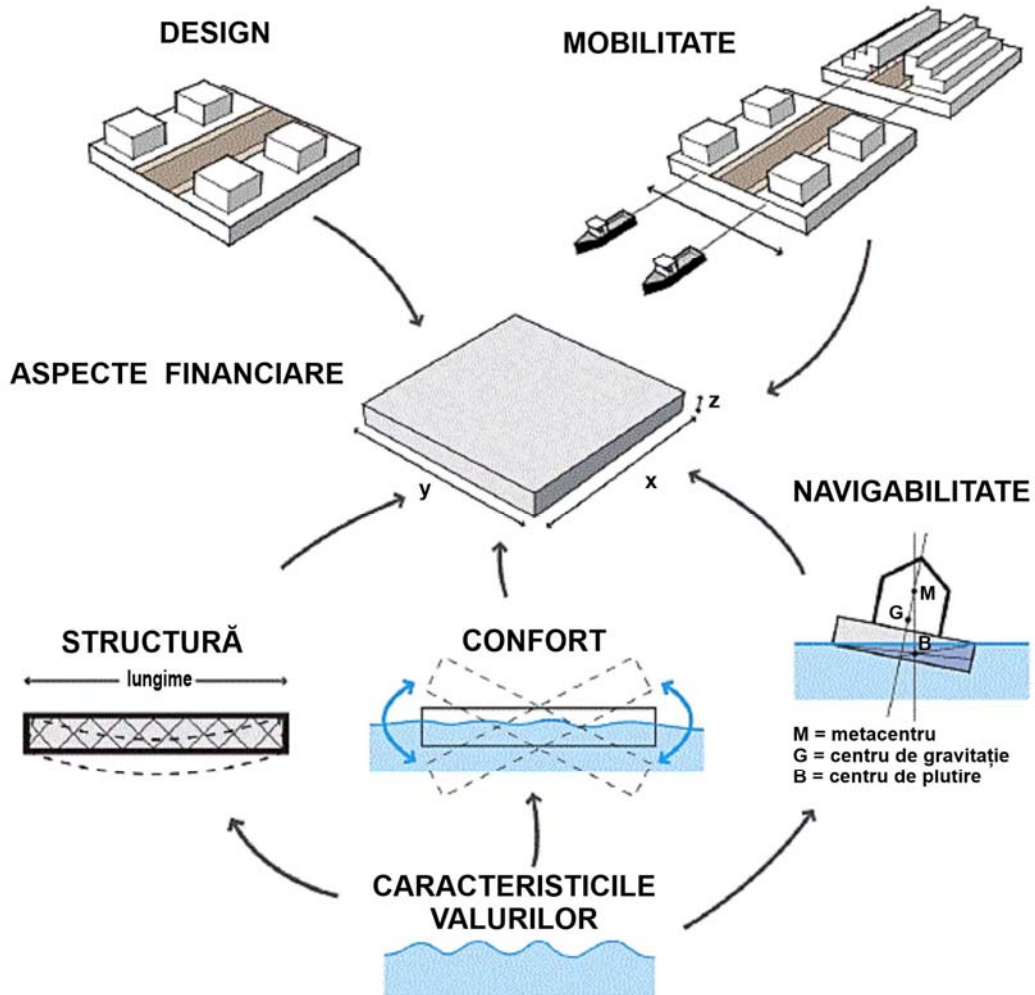 DESIGN
MOBILITATE
ASPECTE FINANCIARE
z
y
x
NAVIGABILITATE
M
G
B
M = metacentru
G = centru de gravitație
B = centru de plutire
STRUCTURĂ
lungime
CONFORT
CARACTERISTICILE
VALURILOR